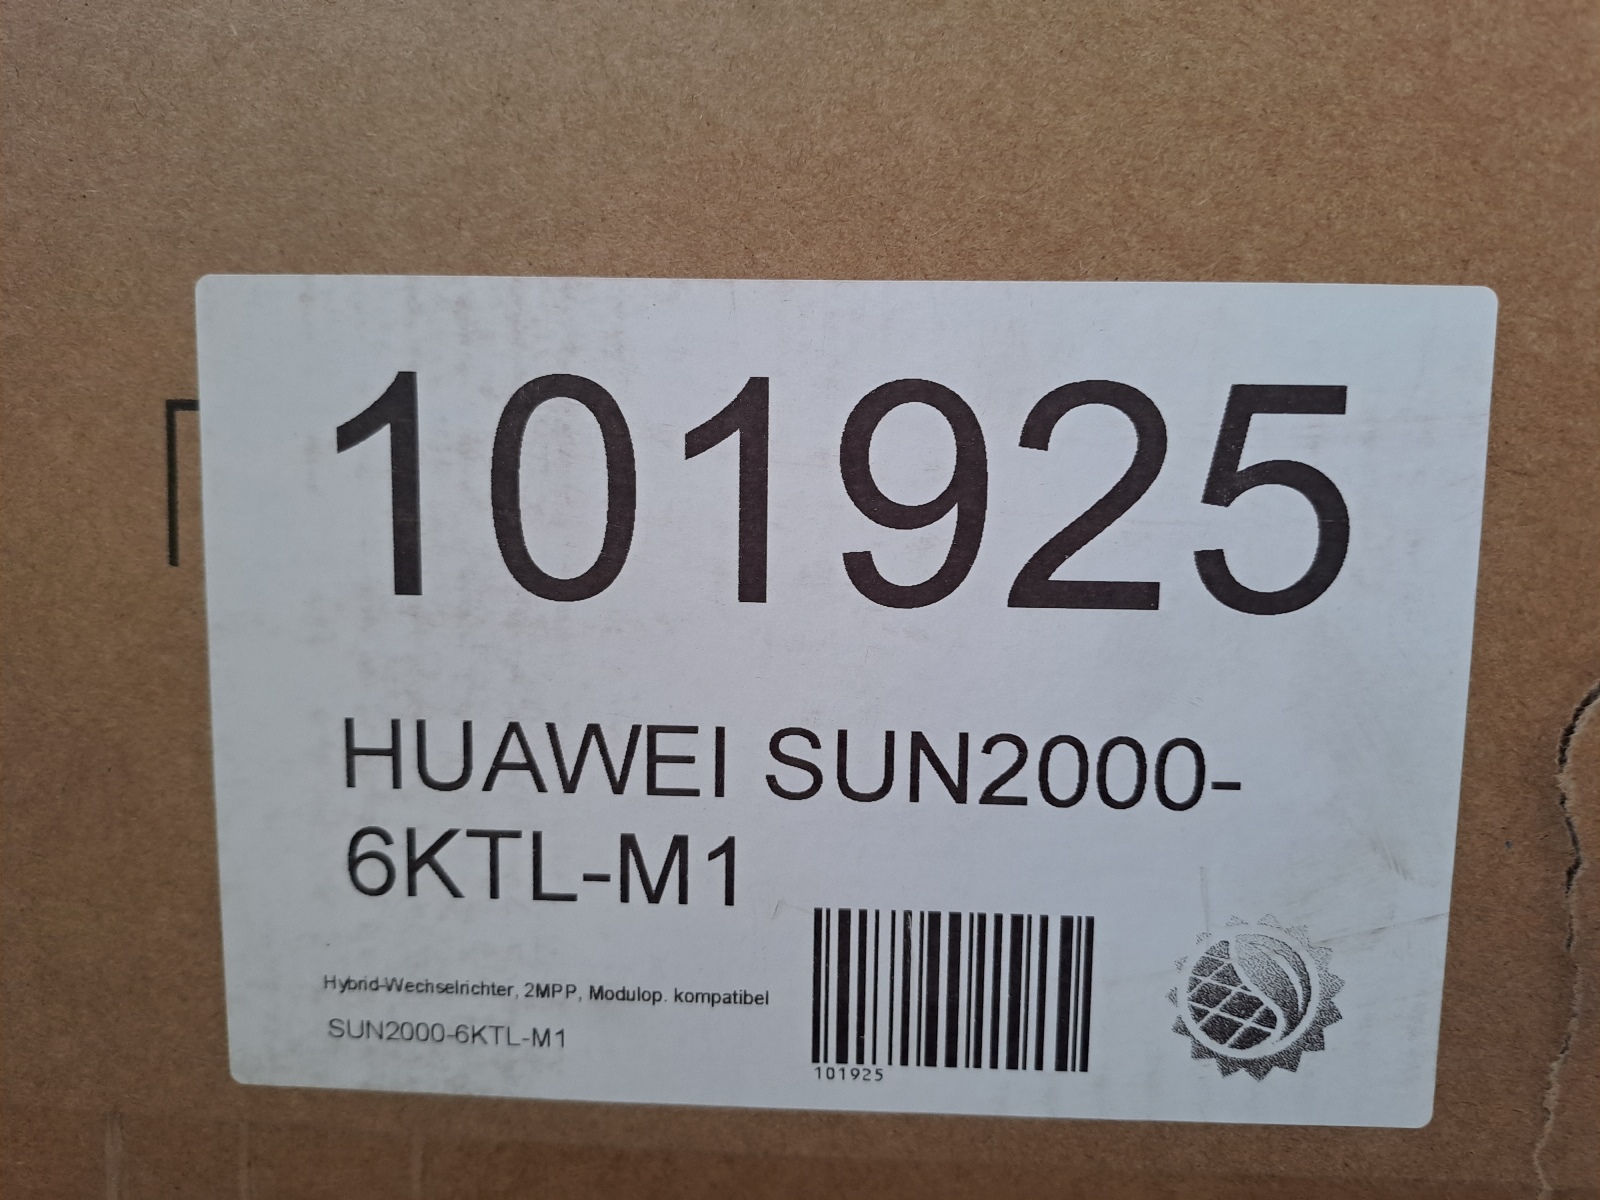 101925
HUAWEI SUN2000-
6KTL-M1
Hybrid-Wechselrichter, 2MPP, Modulop. kompatibel
SUN2000-6KTL-M1
101925